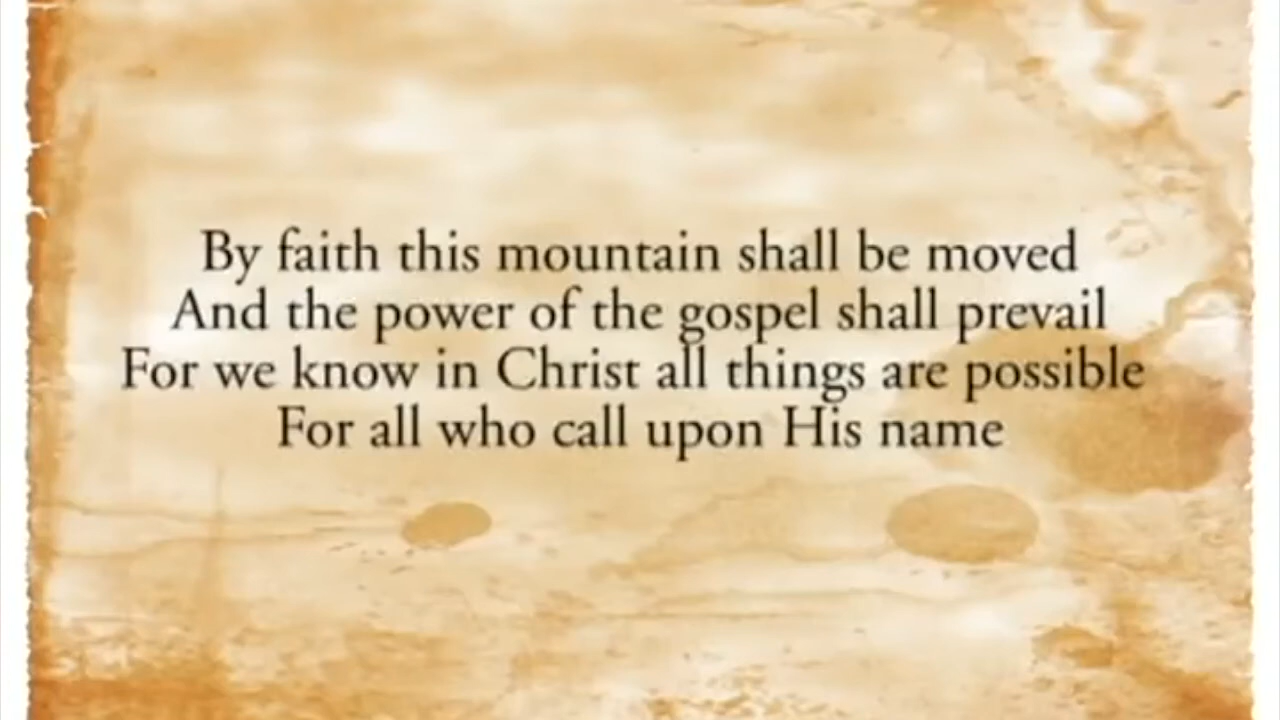 By faith this mountain shall be moved
And the power of the gospel shall prevail
For we know in Christ all things are possible
For all who call upon His name